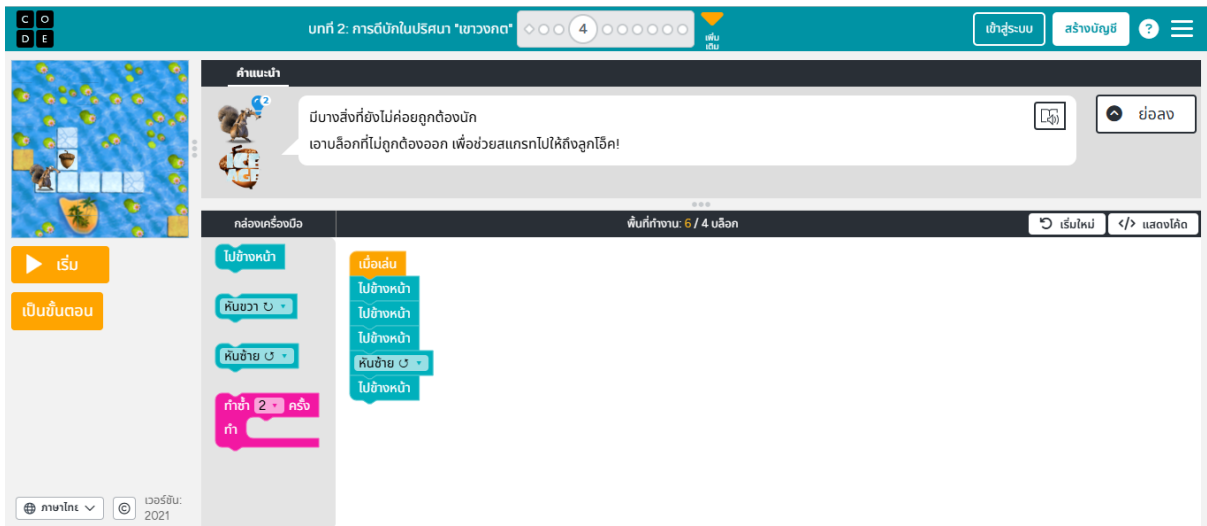 C O
D E
บทที่ 2: การดีบักในปริศนา "เขาวงกต"
4
เพิ่มเติม
เข้าสู่ระบบ
สร้างบัญชี
?
คำแนะนำ
2
ICE
AGE
มีบางสิ่งที่ยังไม่ค่อยถูกต้องนัก
เอาบล็อกที่ไม่ถูกต้องออก เพื่อช่วยสแกรทไปให้ถึงลูกโอ๊ค!
ย่อลง
กล่องเครื่องมือ
พื้นที่ทำงาน: 6 / 4 บล็อก
เริ่มใหม่
</> แสดงโค้ด
เริ่ม
เป็นขั้นตอน
ไปข้างหน้า
หันขวา ↻
หันซ้าย ↺
ทำซ้ำ 2 ครั้ง
ทำ
เมื่อเล่น
ไปข้างหน้า
ไปข้างหน้า
ไปข้างหน้า
หันซ้าย ↺
ไปข้างหน้า
ภาษาไทย
©
เวอร์ชัน:
2021